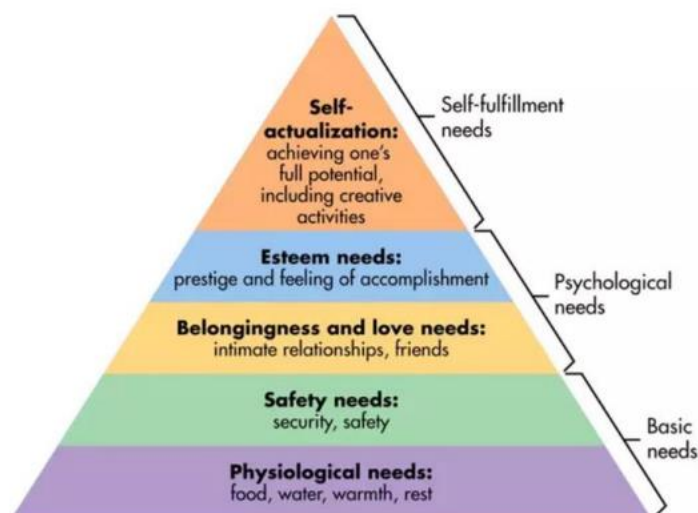 Self-
actualization:
achieving one's
full potential,
including creative
activities
Self-fulfillment
needs
Esteem needs:
prestige and feeling of accomplishment
Psychological
needs
Belongingness and love needs:
intimate relationships, friends
Safety needs:
security, safety
Basic
needs
Physiological needs:
food, water, warmth, rest